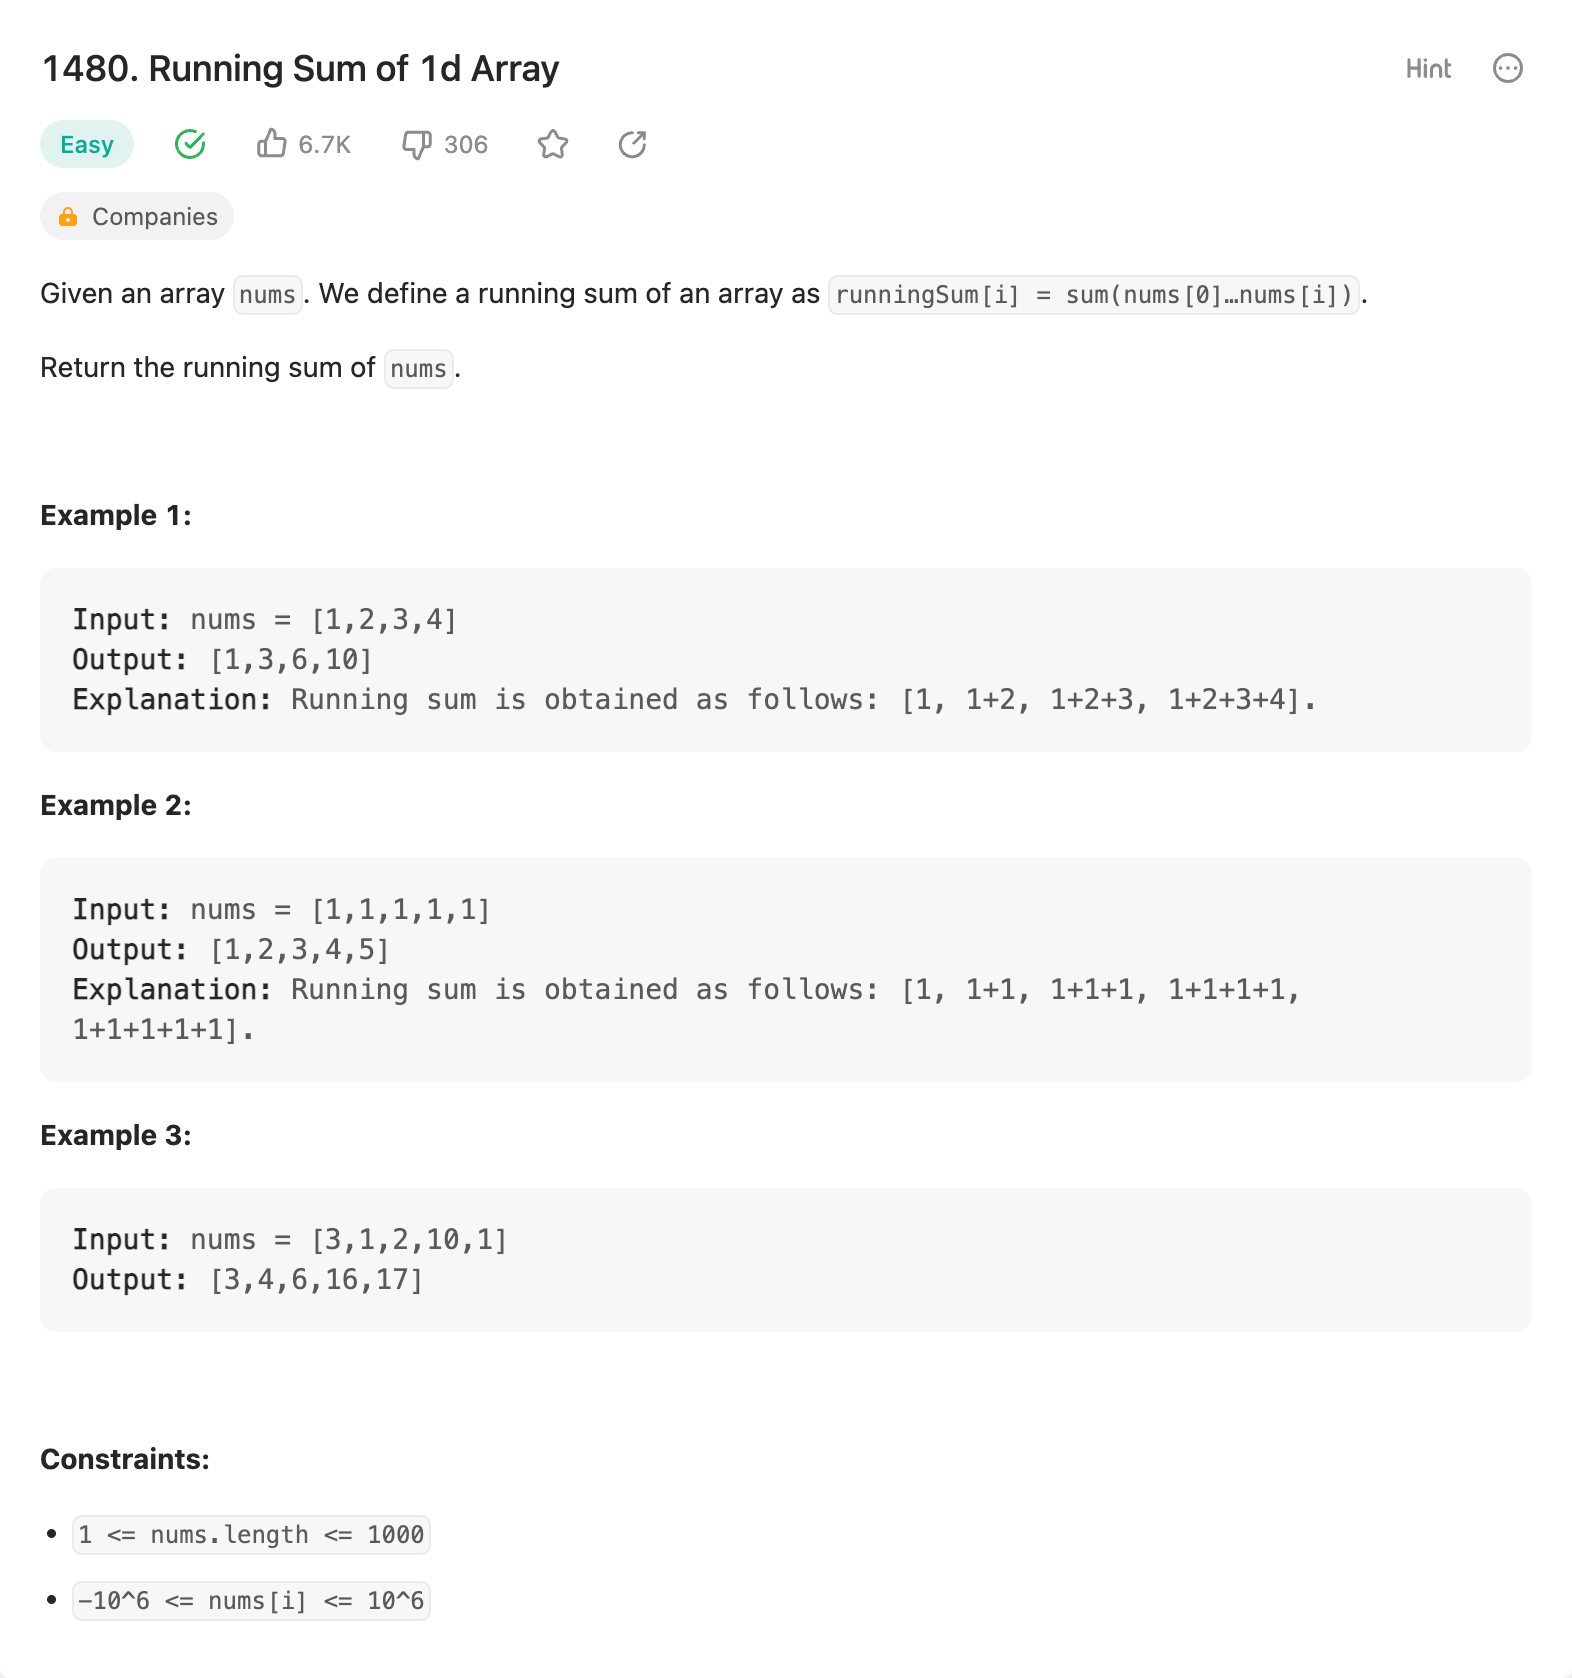 1480. Running Sum of 1d Array
Hint
Easy
6.7K
306
Companies
Given an array nums. We define a running sum of an array as runningSum[i] = sum(nums[0]…nums[i]).
Return the running sum of nums.
Example 1:
Input: nums = [1,2,3,4]
Output: [1,3,6,10]
Explanation: Running sum is obtained as follows: [1, 1+2, 1+2+3, 1+2+3+4].
Example 2:
Input: nums = [1,1,1,1,1]
Output: [1,2,3,4,5]
Explanation: Running sum is obtained as follows: [1, 1+1, 1+1+1, 1+1+1+1,
1+1+1+1+1].
Example 3:
Input: nums = [3,1,2,10,1]
Output: [3,4,6,16,17]
Constraints:
• 1 <= nums.length <= 1000
• -10^6 <= nums[i] <= 10^6